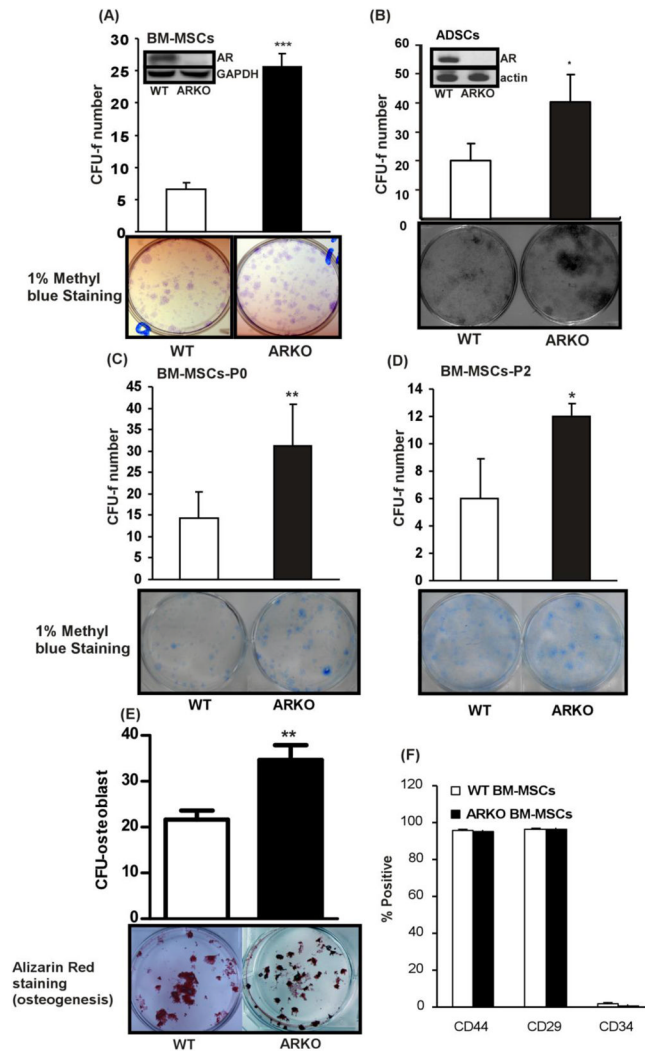 (A)
BM-MSCs
30
25
20
15
10
5
0
CFU-f number
AR
GAPDH
WT ARKO
***
1% Methyl
blue Staining
WT ARKO
(B)
ADSCs
60
50
40
30
20
10
0
CFU-f number
AR
actin
WT ARKO
*
WT ARKO
(C)
BM-MSCs-P0
45
40
35
30
25
20
15
10
5
0
CFU-f number
**
1% Methyl
blue Staining
WT ARKO
(D)
BM-MSCs-P2
14
12
10
8
6
4
2
0
CFU-f number
*
WT ARKO
(E)
40
30
20
10
0
CFU-osteoblast
**
Alizarin Red
staining
(osteogenesis)
WT ARKO
(F)
WT BM-MSCs
ARKO BM-MSCs
120
100
80
60
40
20
0
% Positive
CD44 CD29 CD34